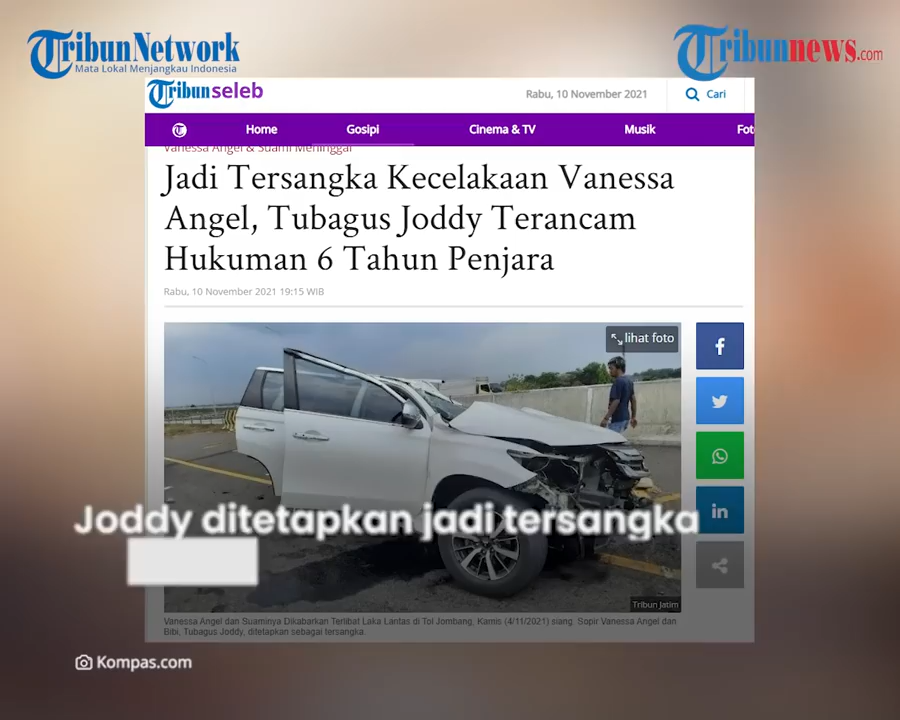 TribunNetwork
Mata Lokal Menjangkau Indonesia
Tribunnews.com
Tribunseleb
Rabu, 10 November 2021
Cari
Home
Gosipi
Cinema & TV
Musik
Fot
Vanessa Angel & Suami Meninggal
Jadi Tersangka Kecelakaan Vanessa
Angel, Tubagus Joddy Terancam
Hukuman 6 Tahun Penjara
Rabu, 10 November 2021 19:15 WIB
lihat foto
Joddy ditetapkan jadi tersangka
Tribun Jatim
Vanessa Angel dan Suaminya Dikabarkan Terlibat Laka Lantas di Tol Jombang, Kamis (4/11/2021) siang. Sopir Vanessa Angel dan
Bibi, Tubagus Joddy, ditetapkan sebagai tersangka.
Kompas.com